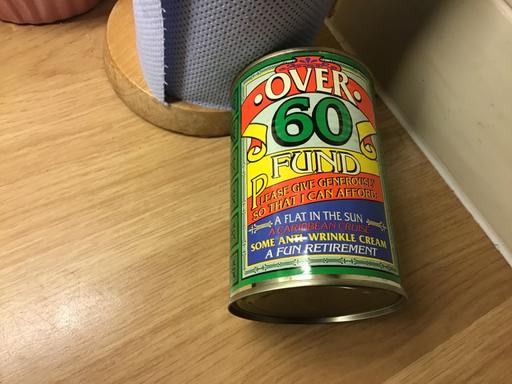 OVER
60
FUND
PLEASE GIVE GENEROUSLY
SO THAT I CAN AFFORD:
A FLAT IN THE SUN
A CARIBBEAN CRUISE
SOME ANTI-WRINKLE CREAM
A FUN RETIREMENT